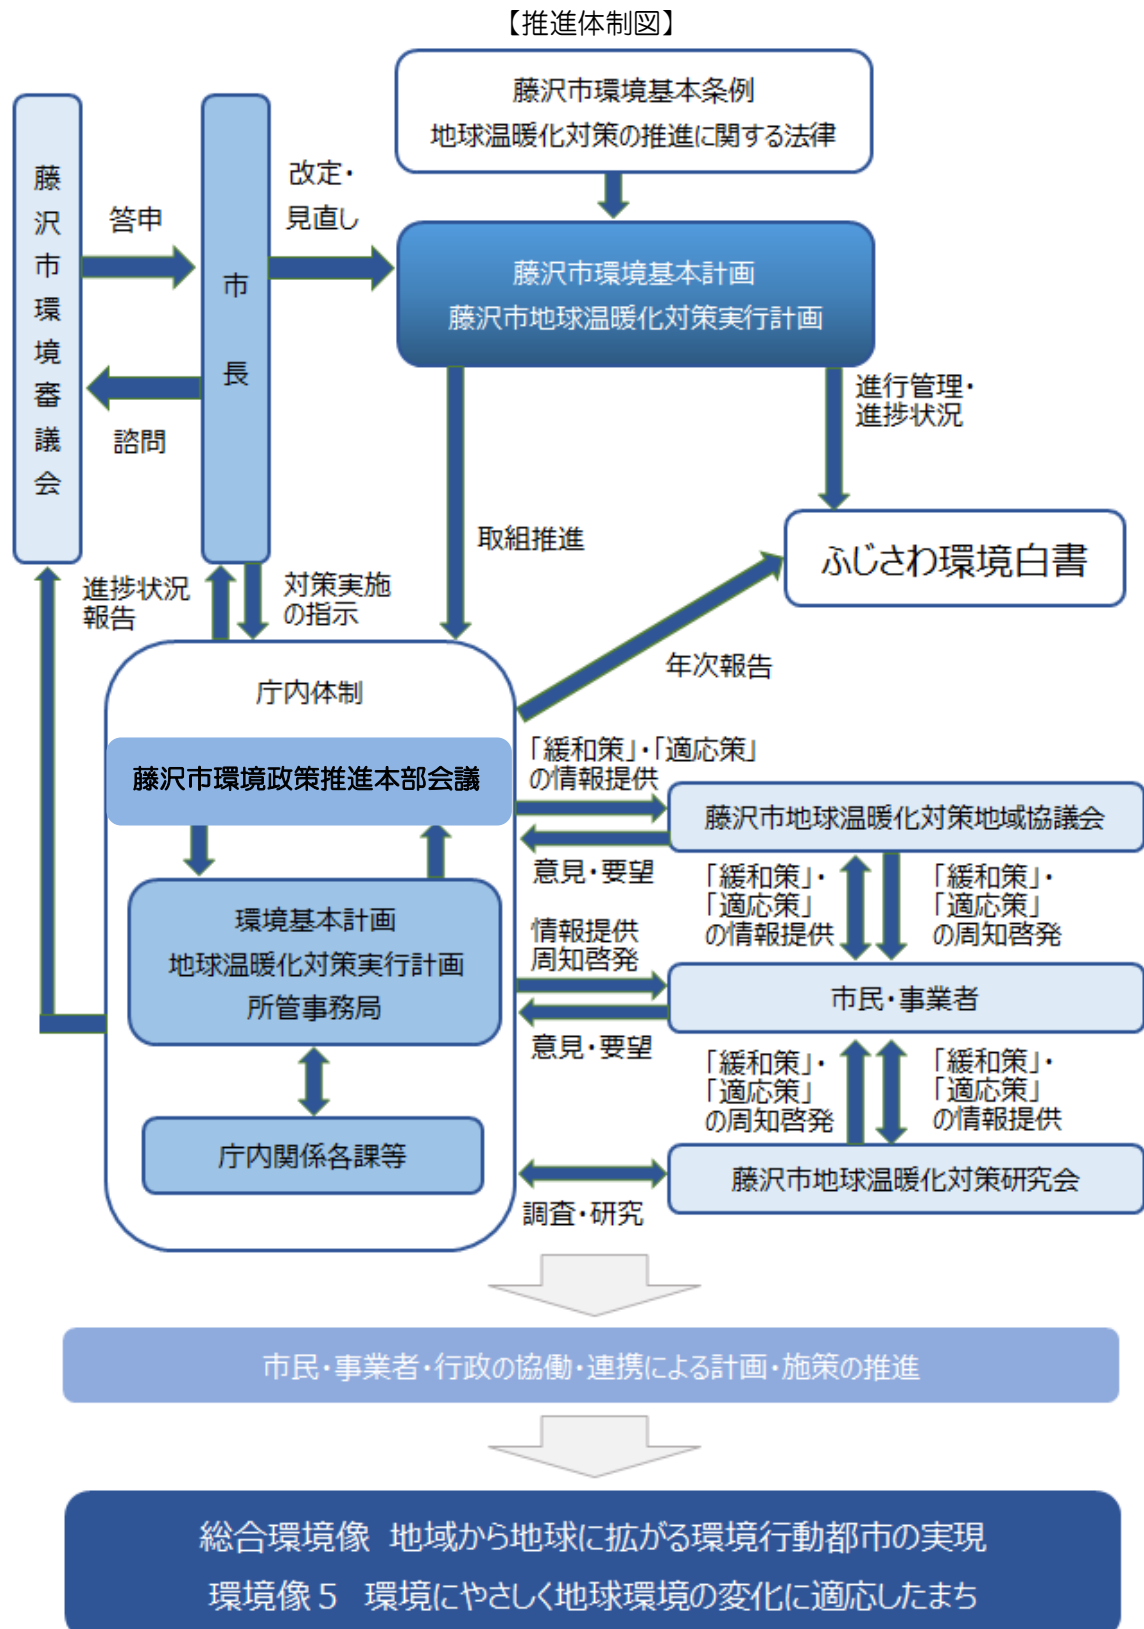 【推進体制図】
藤沢市環境基本条例
地球温暖化対策の推進に関する法律
藤沢市環境審議会
答申
諮問
市長
改定・
見直し
藤沢市環境基本計画
藤沢市地球温暖化対策実行計画
進行管理・
進捗状況
取組推進
ふじさわ環境白書
進捗状況
報告
対策実施
の指示
年次報告
庁内体制
藤沢市環境政策推進本部会議
「緩和策」・「適応策」
の情報提供
藤沢市地球温暖化対策地域協議会
意見・要望
「緩和策」・
「適応策」
の情報提供
「緩和策」・
「適応策」
の周知啓発
環境基本計画
地球温暖化対策実行計画
所管事務局
情報提供
周知啓発
市民・事業者
意見・要望
「緩和策」・
「適応策」
の周知啓発
「緩和策」・
「適応策」
の情報提供
庁内関係各課等
藤沢市地球温暖化対策研究会
調査・研究
市民・事業者・行政の協働・連携による計画・施策の推進
総合環境像 地域から地球に拡がる環境行動都市の実現
環境像５ 環境にやさしく地球環境の変化に適応したまち